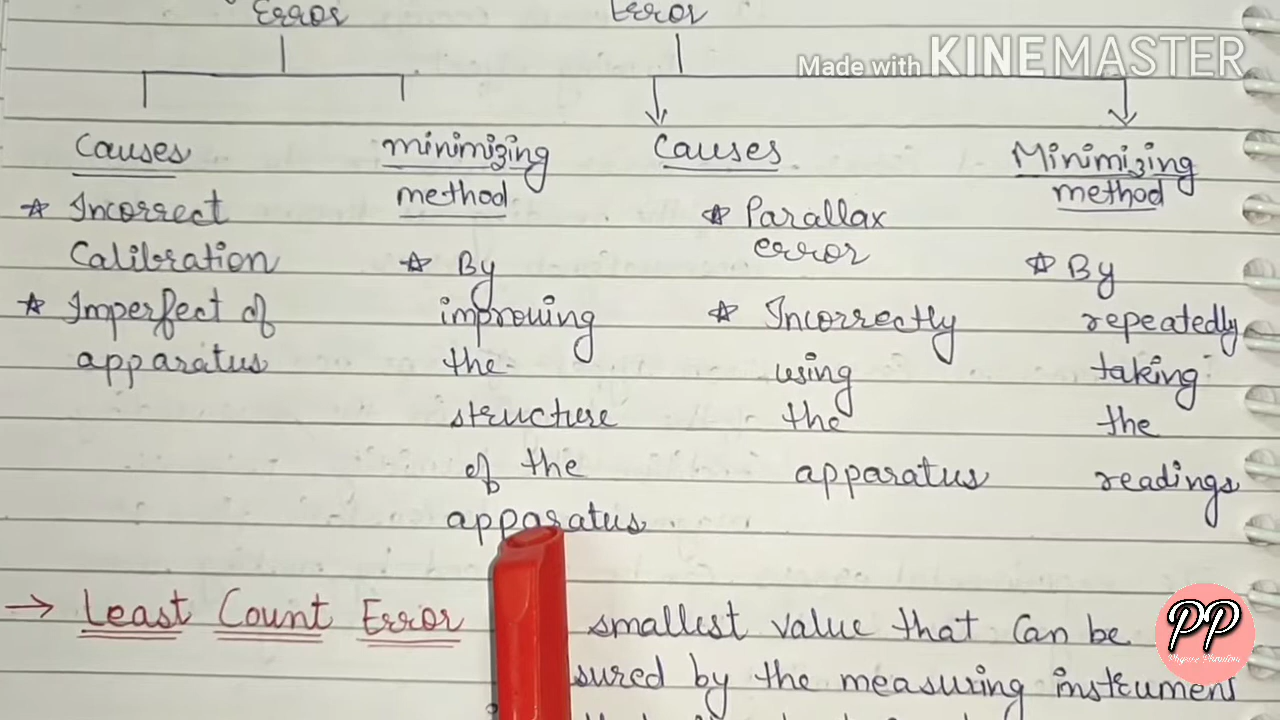 Error
Error
Made with KINEMASTER
Causes
☆ Incorrect
Calibration
☆ Imperfect of
apparatus
minimizing
method
☆ By
improving
the
structure
of the
apparatus
Causes
☆ Parallax
error
☆ Incorrectly
using
the
apparatus
Minimizing
method
☆ By
repeatedly
taking
the
readings
→ Least Count Error
smallest value that can be
sured by the measuring instrument
PP